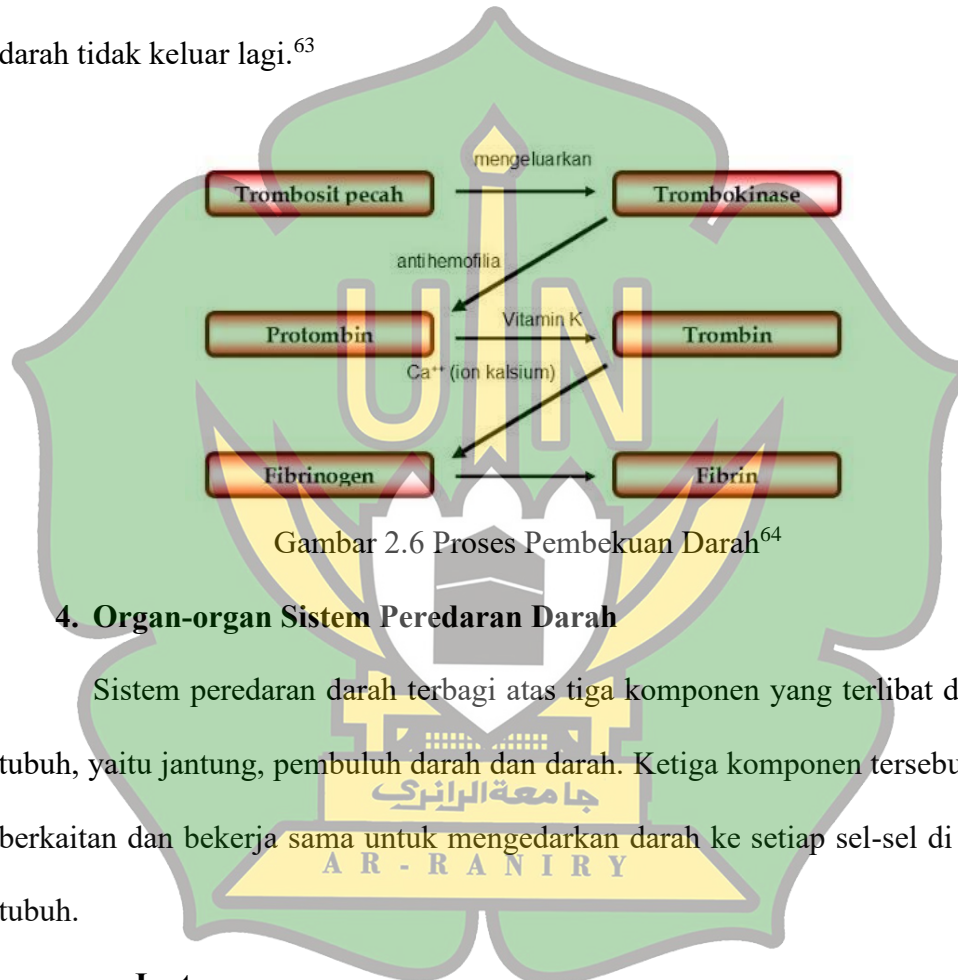 darah tidak keluar lagi.63
mengeluarkan
Trombosit pecah Trombokinase
antihemofilia
Protombin Vitamin K Trombin
Ca++ (ion kalsium)
Fibrinogen Fibrin
Gambar 2.6 Proses Pembekuan Darah64
4. Organ-organ Sistem Peredaran Darah
Sistem peredaran darah terbagi atas tiga komponen yang terlibat
tubuh, yaitu jantung, pembuluh darah dan darah. Ketiga komponen
berkaitan dan bekerja sama untuk mengedarkan darah ke setiap sel-sel di
tubuh.
UIN
جامعة الرانري
AR-RANIRY